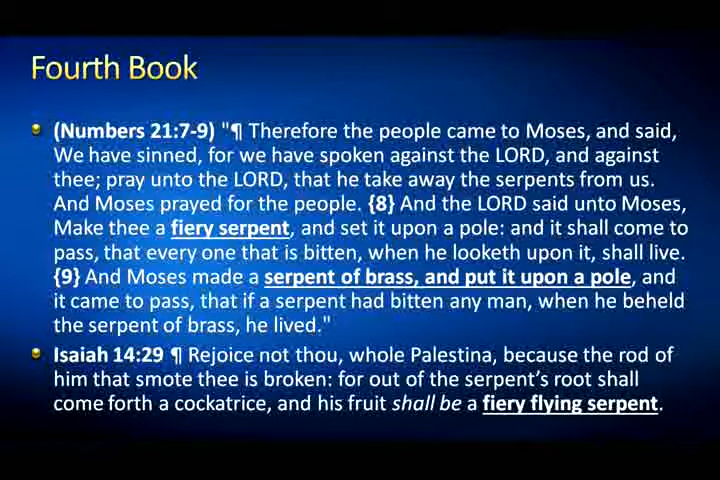 Fourth Book
(Numbers 21:7-9) "¶ Therefore the people came to Moses, and said,
We have sinned, for we have spoken against the LORD, and against
thee; pray unto the LORD, that he take away the serpents from us.
And Moses prayed for the people. {8} And the LORD said unto Moses,
Make thee a fiery serpent, and set it upon a pole: and it shall come to
pass, that every one that is bitten, when he looketh upon it, shall live.
{9} And Moses made a serpent of brass, and put it upon a pole, and
it came to pass, that if a serpent had bitten any man, when he beheld
the serpent of brass, he lived."
Isaiah 14:29 ¶ Rejoice not thou, whole Palestina, because the rod of
him that smote thee is broken: for out of the serpent's root shall
come forth a cockatrice, and his fruit shall be a fiery flying serpent.